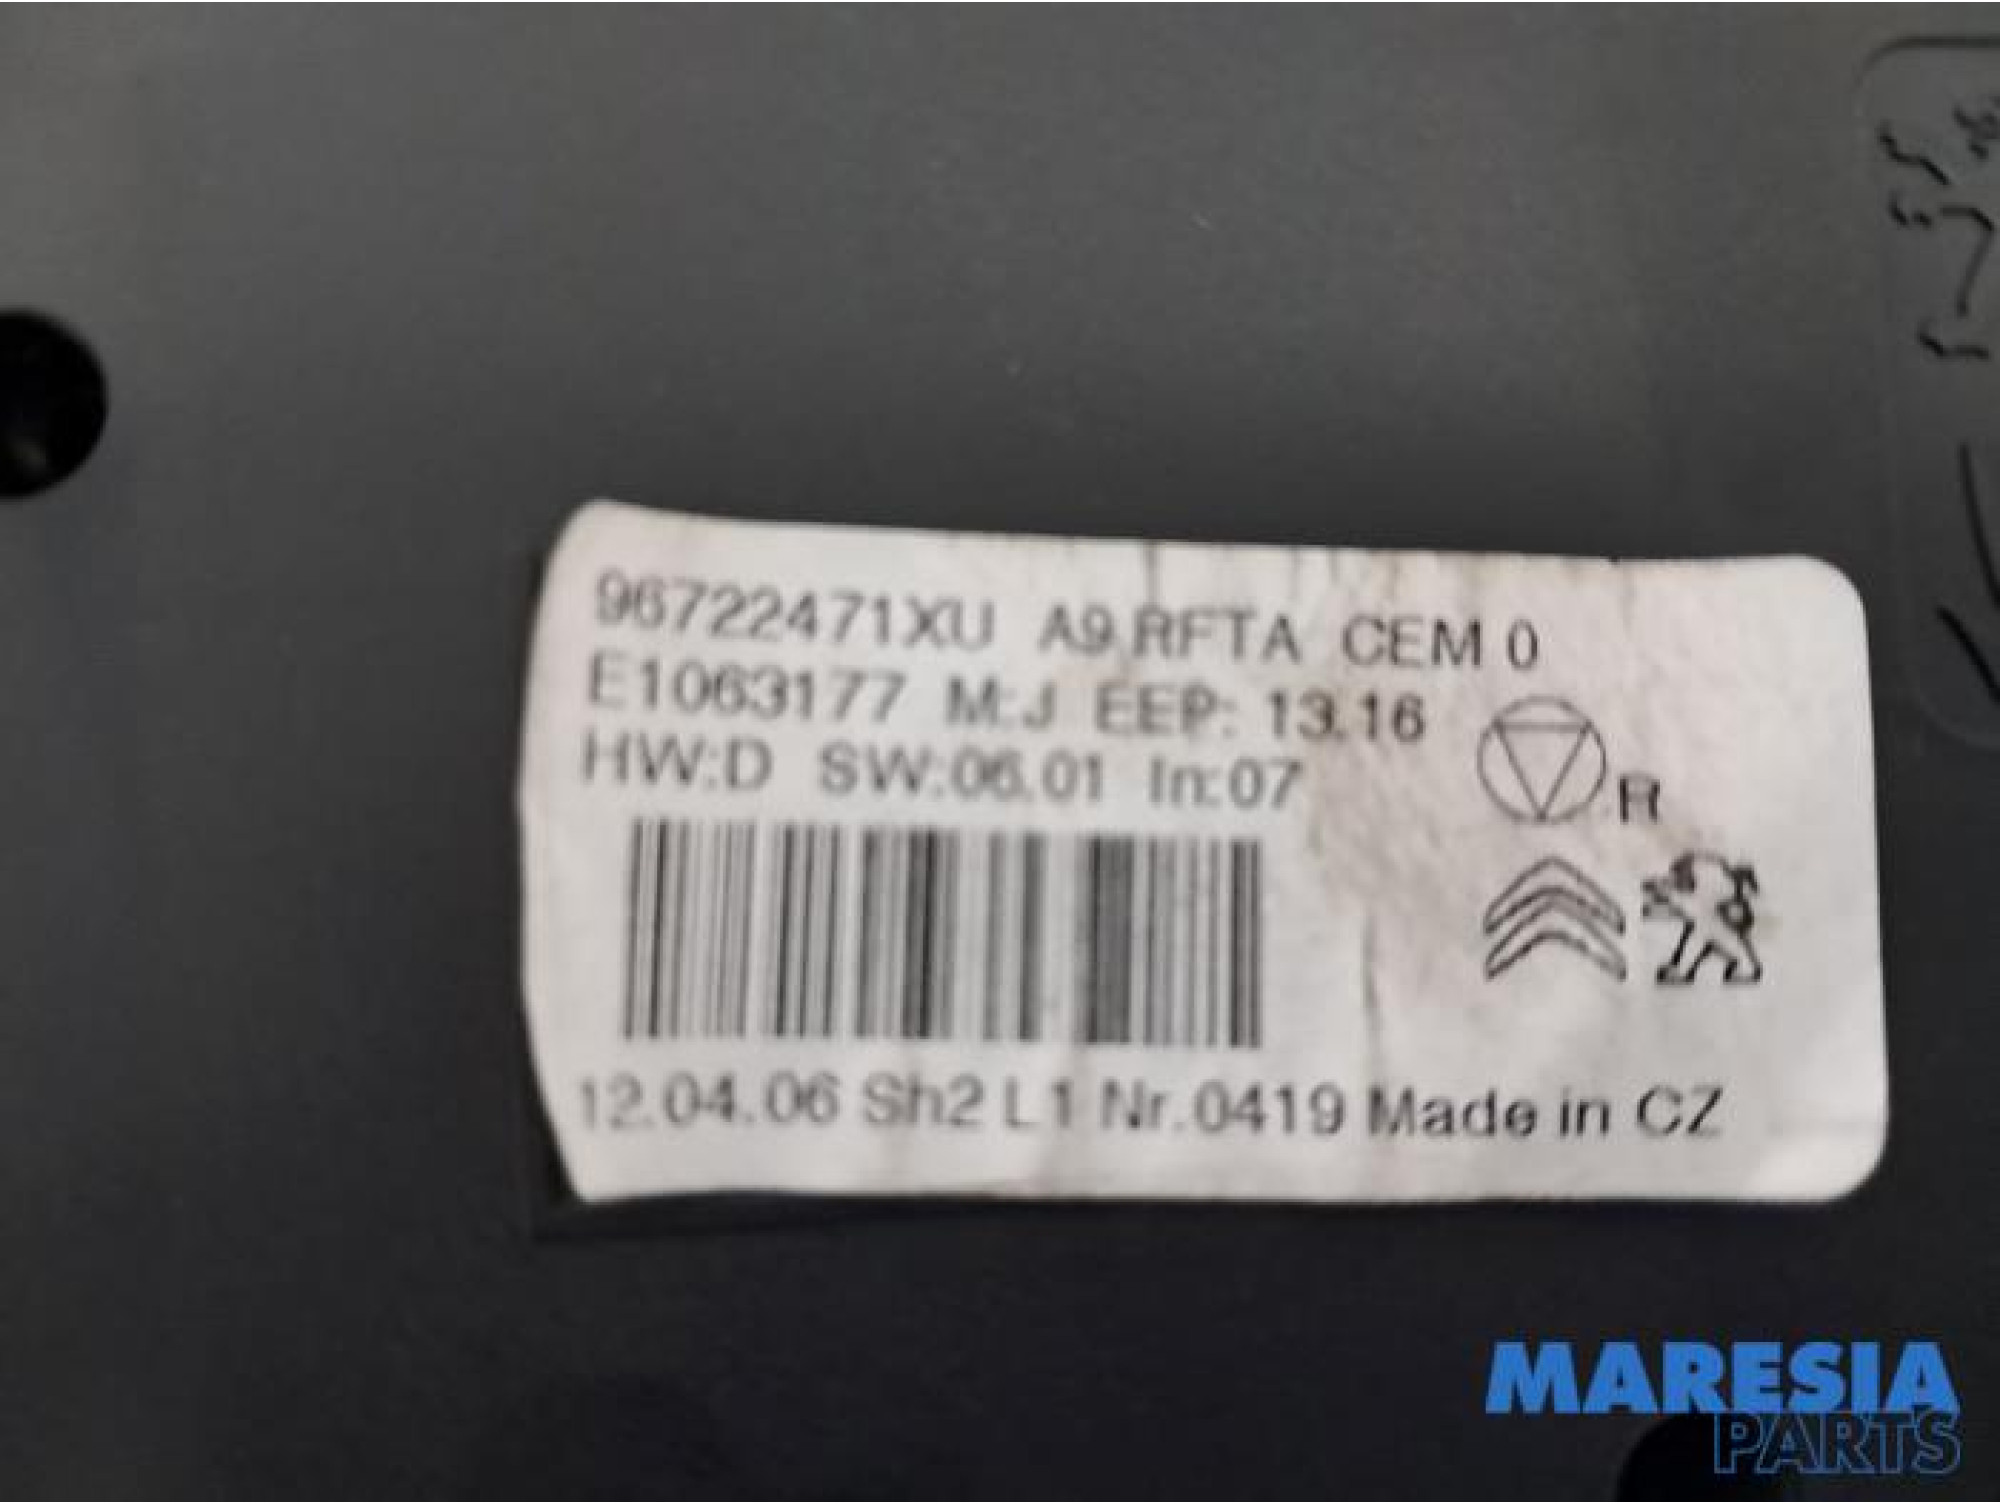 96722471XU A9.RFTA CEM 0
E1063177 M:J EEP: 13.16
HW:D SW:06.01 In:07
R
12.04.06 Sh2 L1 Nr.0419 Made in CZ
MARESIA
PARTS